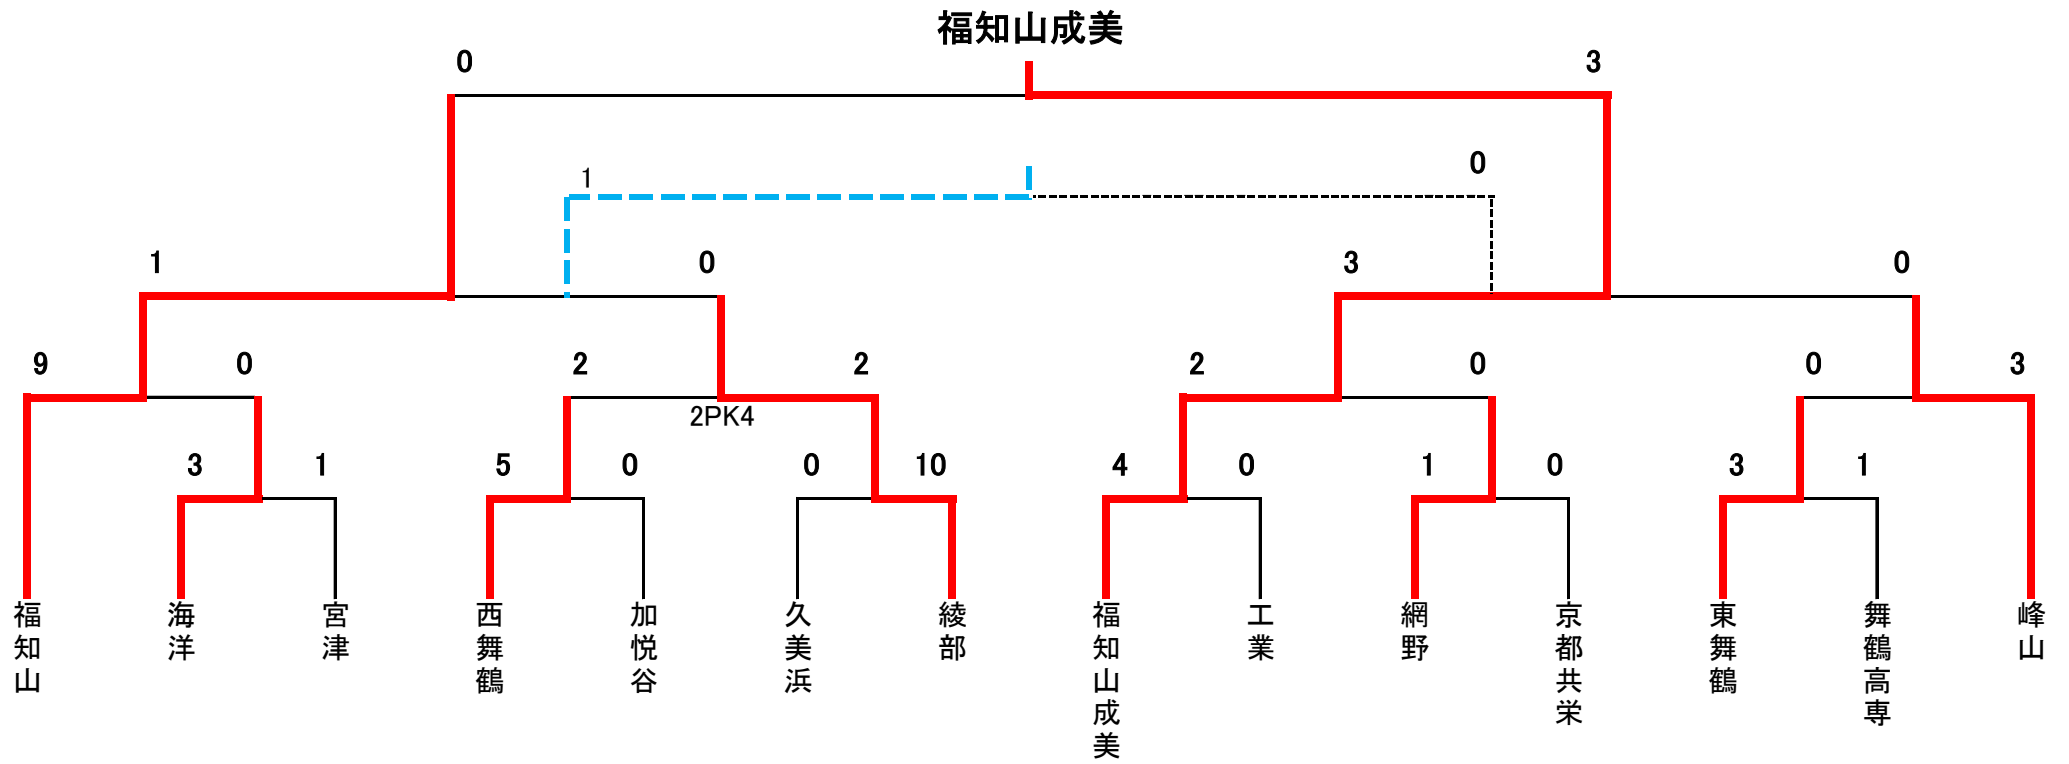 福知山成美
0 3
1 0
1 0 3 0
9 0 2 2 2 0 0 3
2PK4
3 1 5 0 0 10 4 0 1 0 3 1
福知山
海洋
宮津
西舞鶴
加悦谷
久美浜
綾部
福知山成美
工業
網野
京都共栄
東舞鶴
舞鶴高専
峰山